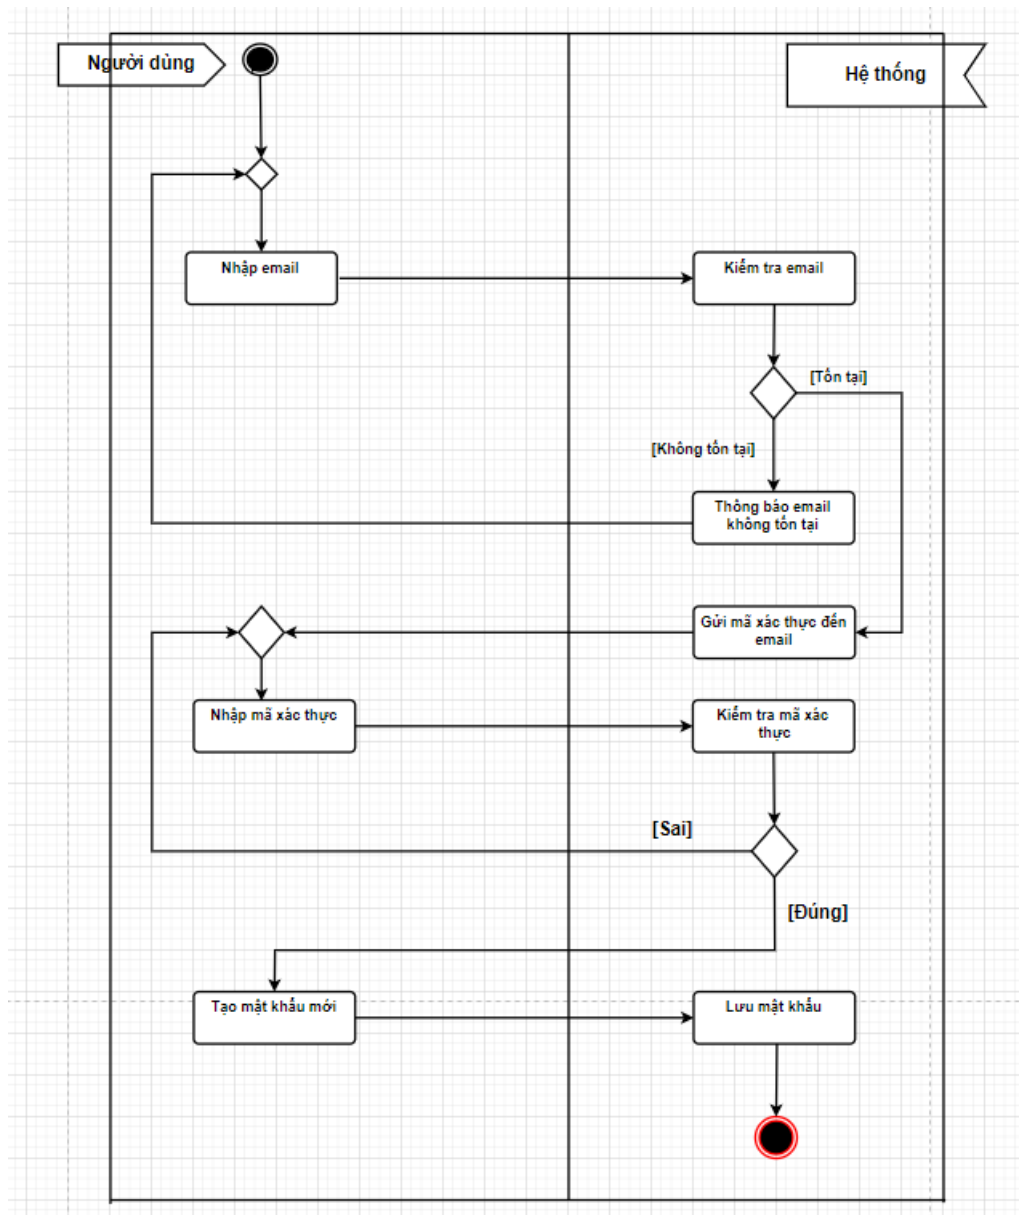 Người dùng
Hệ thống
Nhập email
Kiểm tra email
[Tồn tại]
[Không tồn tại]
Thông báo email
không tồn tại
Gửi mã xác thực đến
email
Nhập mã xác thực
Kiểm tra mã xác
thực
[Sai]
[Đúng]
Tạo mật khẩu mới
Lưu mật khẩu